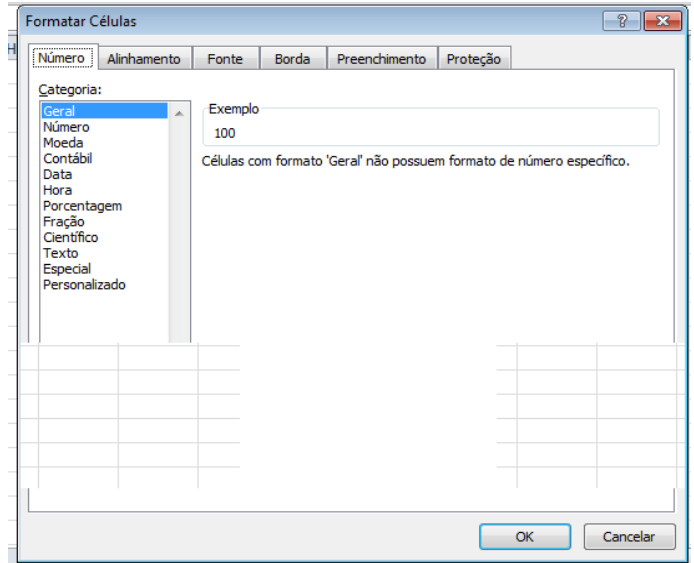 Formatar Células
H
Número Alinhamento Fonte Borda Preenchimento Proteção
Categoria:
Geral
Número
Moeda
Contábil
Data
Hora
Porcentagem
Fração
Científico
Texto
Especial
Personalizado
Exemplo
100
Células com formato 'Geral' não possuem formato de número específico.
OK Cancelar